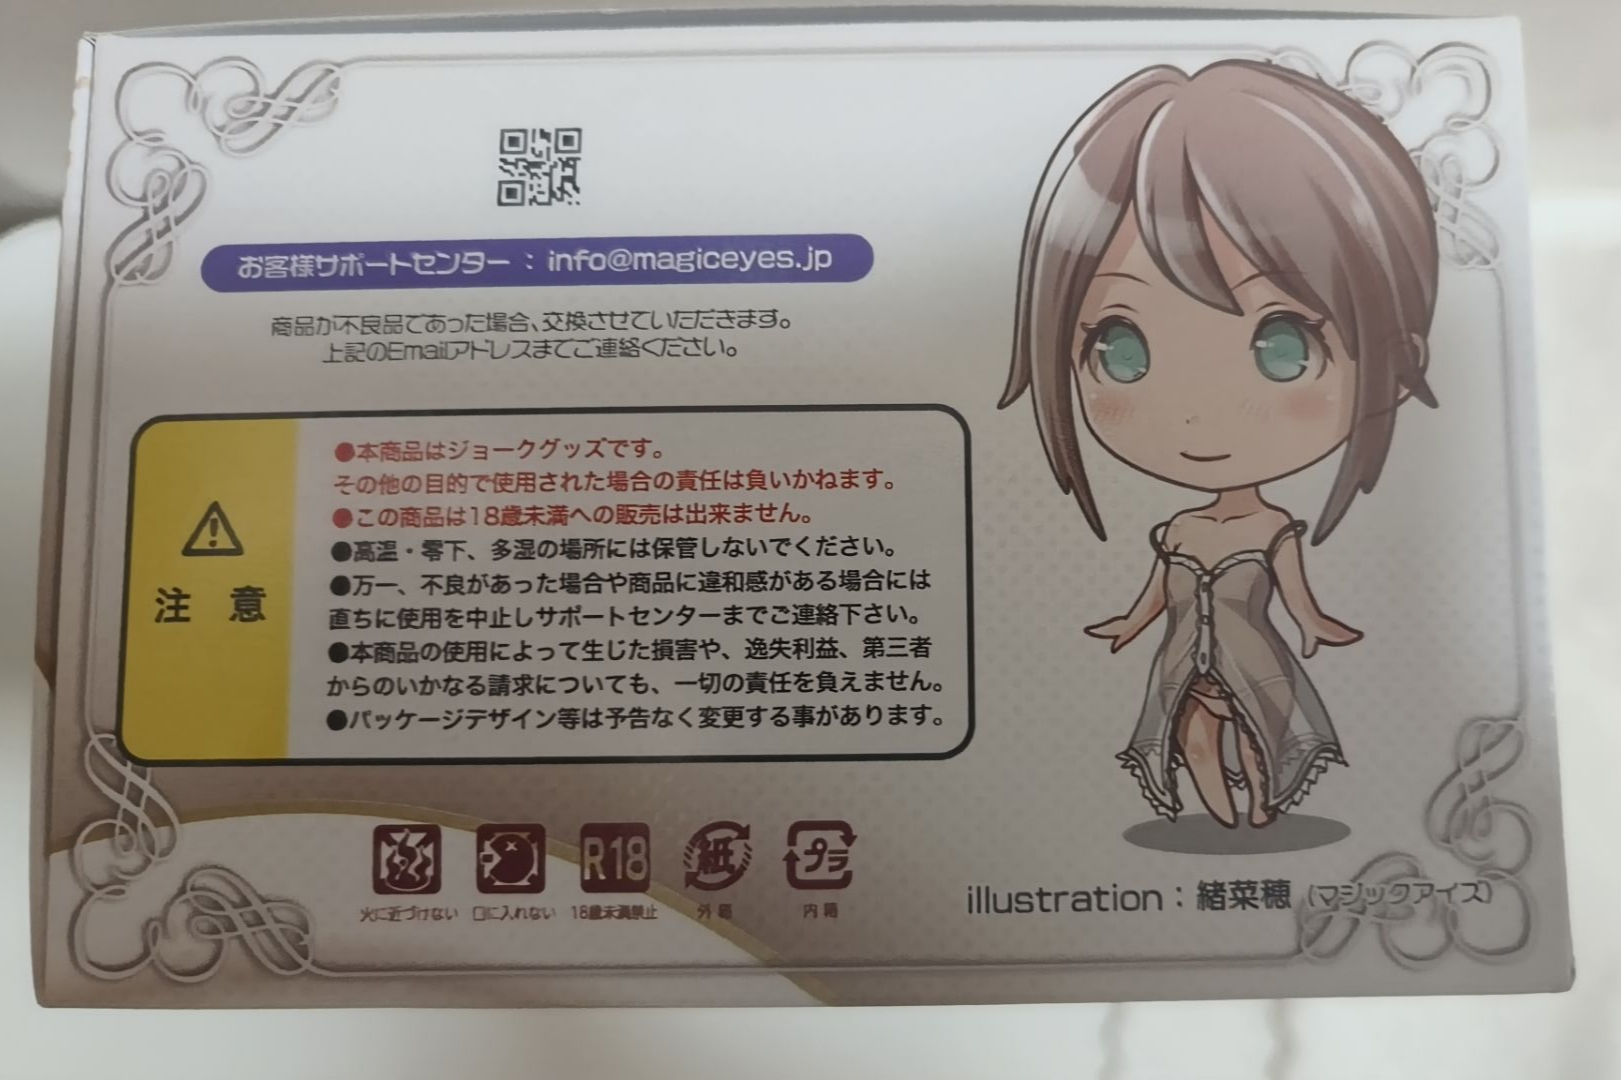 お客様サポートセンター：info@magiceyes.jp
商品が不良品であった場合、交換させていただきます。
上記のEmailアドレスまでご連絡ください。
注意
●本商品はジョークグッズです。
その他の目的で使用された場合の責任は負いかねます。
●この商品は18歳未満への販売は出来ません。
●高温・零下、多湿の場所には保管しないでください。
●万一、不良があった場合や商品に違和感がある場合には
直ちに使用を中止しサポートセンターまでご連絡下さい。
●本商品の使用によって生じた損害や、逸失利益、第三者
からのいかなる請求についても、一切の責任を負えません。
●パッケージデザイン等は予告なく変更する事があります。
R18 紙 プラ
火に近づけない 口に入れない 18歳未満禁止 外箱 内箱
illustration：緒菜穂（マジックアイズ）